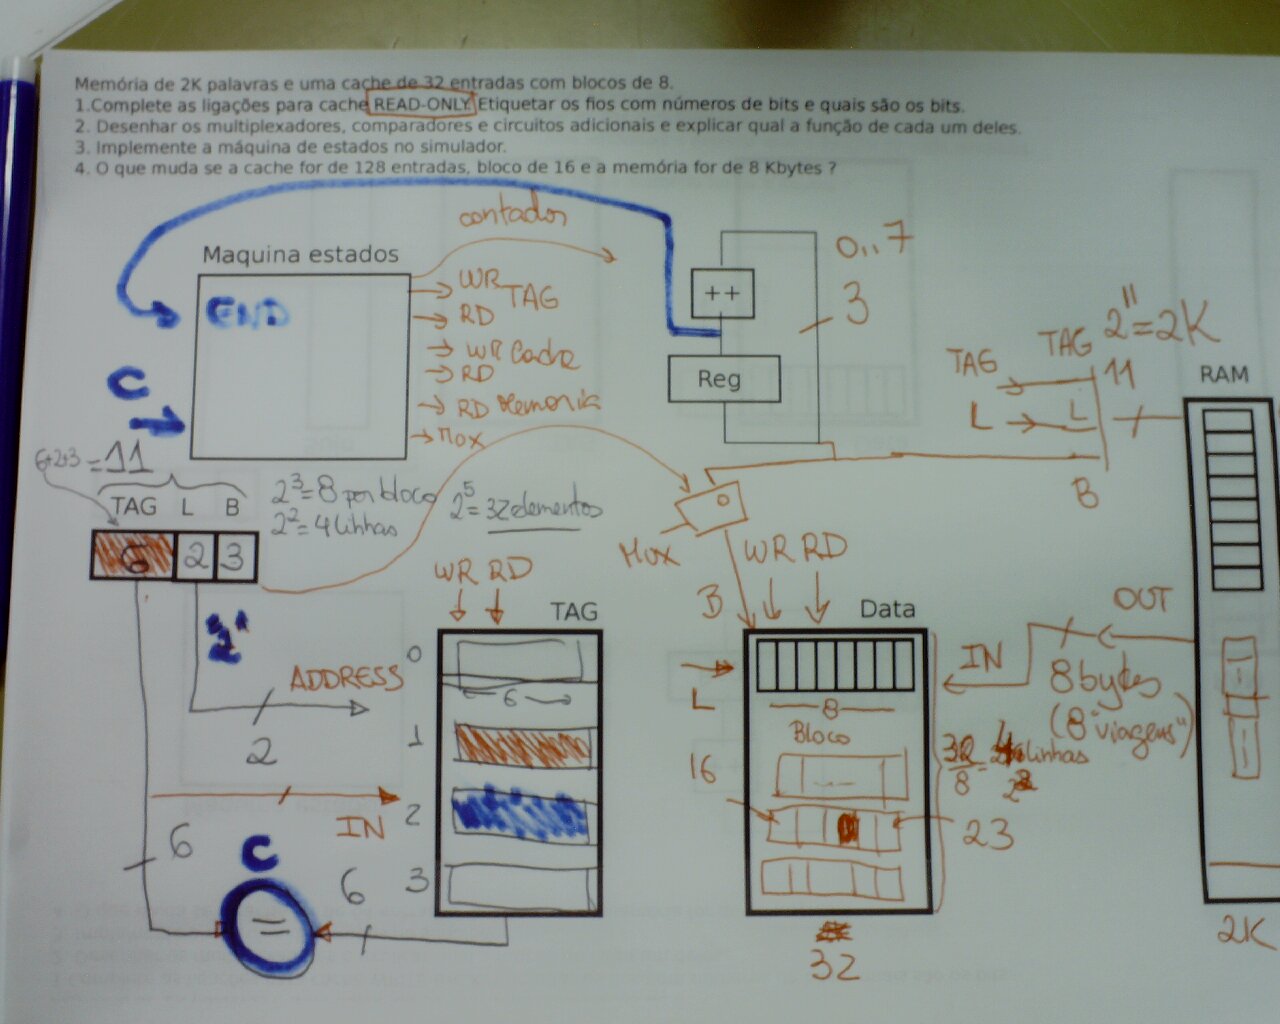 Memória de 2K palavras e uma cache de 32 entradas com blocos de 8.
1.Complete as ligações para cache READ-ONLY Etiquetar os fios com números de bits e quais são os bits.
2. Desenhar os multiplexadores, comparadores e circuitos adicionais e explicar qual a função de cada um deles.
3. Implemente a máquina de estados no simulador.
4. O que muda se a cache for de 128 entradas, bloco de 16 e a memória for de 8 Kbytes ?
contador
Maquina estados
END
C
WR TAG
RD
WR Cache
RD
RD Memoria
Mox
++
Reg
0..7
3
TAG
L
TAG
L
B
2^11=2K
11
RAM
6+2+3=11
TAG L B
6 2 3
2^3=8 por bloco
2^2=4 linhas
2^5=32 elementos
Mux
0
B
WR RD
WR RD
TAG
Data
0
6
1
2
3
2
ADDRESS
2
IN
6
C
=
6
L
8
Bloco
16
23
32
IN
OUT
8 bytes
(8 "viagens")
32/8= linhas
2K